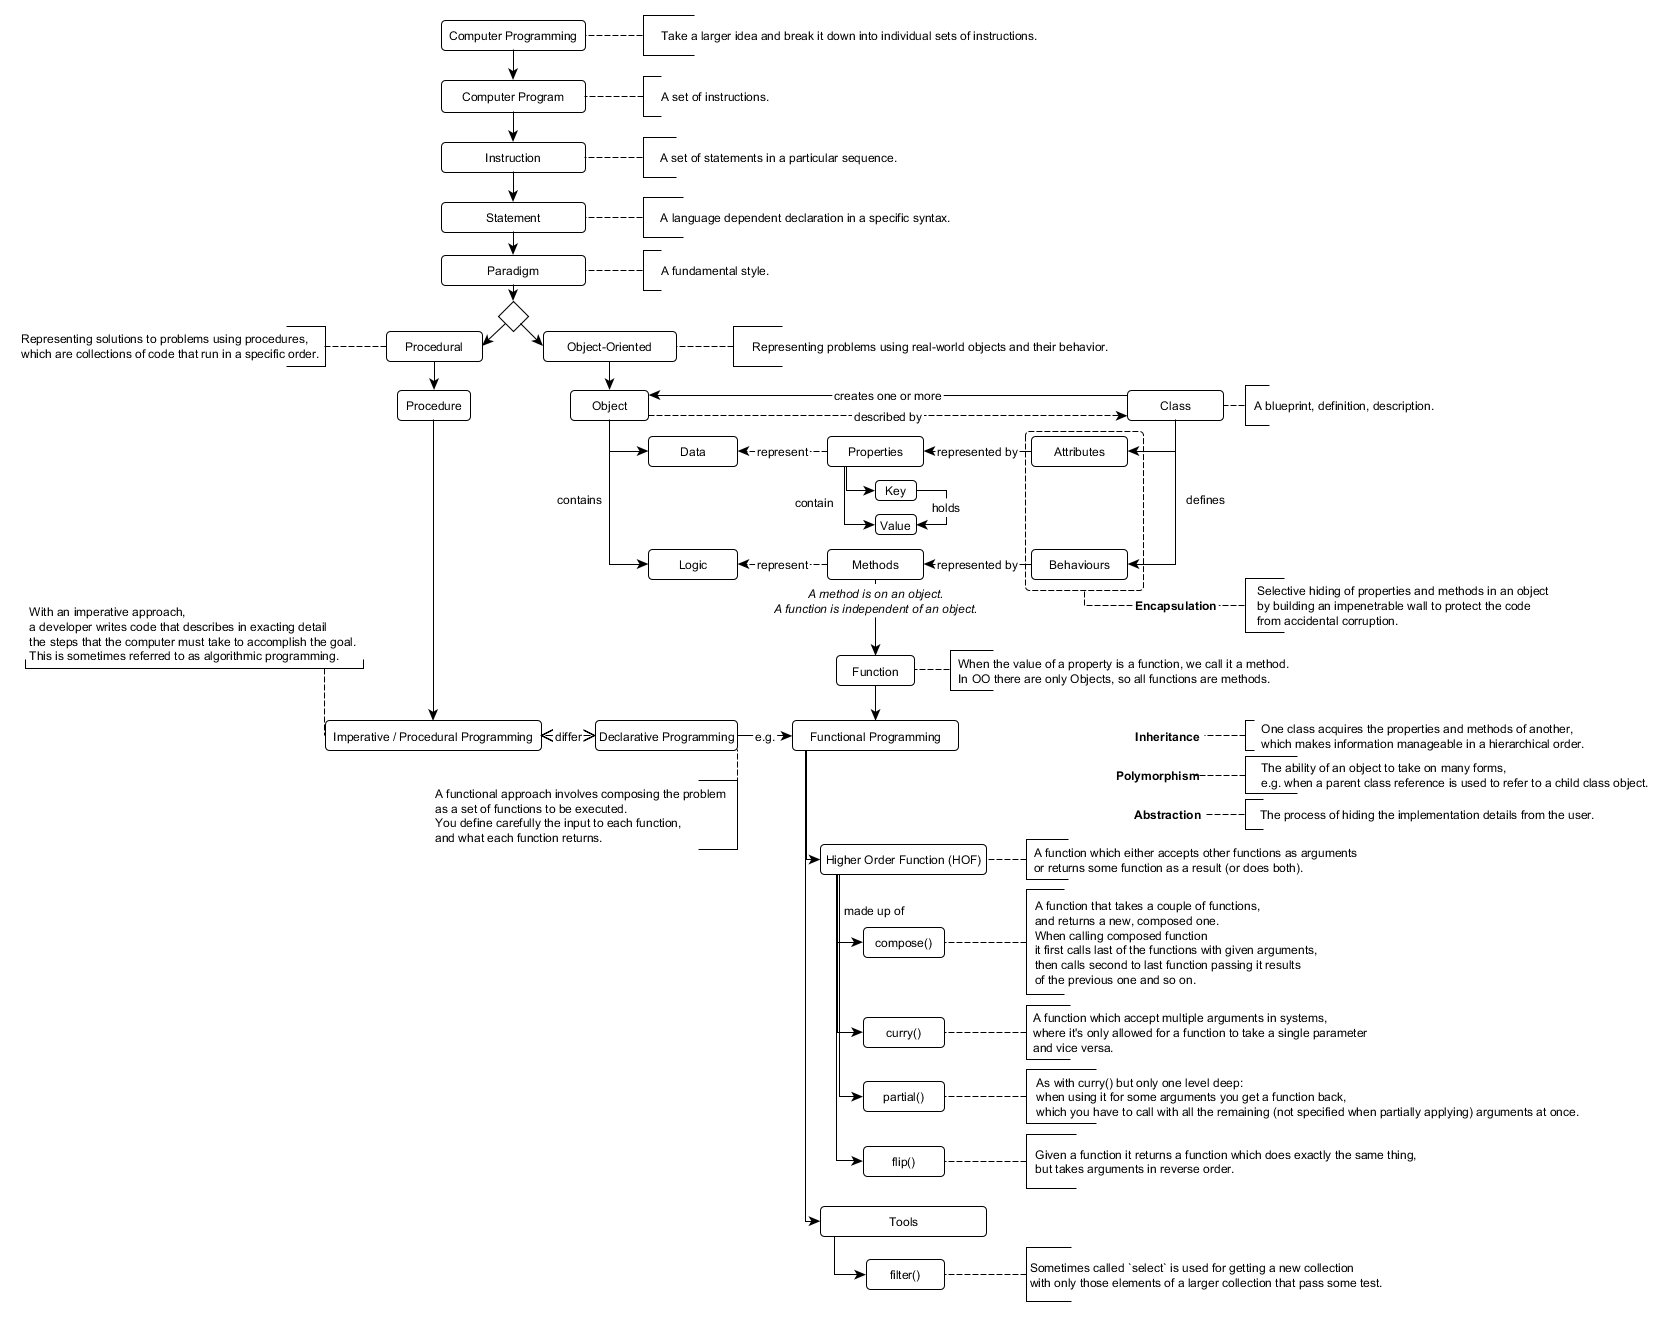 Computer Programming
Take a larger idea and break it down into individual sets of instructions.
Computer Program
A set of instructions.
Instruction
A set of statements in a particular sequence.
Statement
A language dependent declaration in a specific syntax.
Paradigm
A fundamental style.
Representing solutions to problems using procedures,
which are collections of code that run in a specific order.
Procedural
Object-Oriented
Representing problems using real-world objects and their behavior.
Procedure
Object
creates one or more
described by
Class
A blueprint, definition, description.
Data
represent
Properties
represented by
Attributes
contains
contain
Key
holds
Value
defines
Logic
represent
Methods
represented by
Behaviours
A method is on an object.
A function is independent of an object.
Encapsulation
Selective hiding of properties and methods in an object
by building an impenetrable wall to protect the code
from accidental corruption.
With an imperative approach,
a developer writes code that describes in exacting detail
the steps that the computer must take to accomplish the goal.
This is sometimes referred to as algorithmic programming.
Function
When the value of a property is a function, we call it a method.
In OO there are only Objects, so all functions are methods.
Imperative / Procedural Programming
differ
Declarative Programming
e.g.
Functional Programming
Inheritance
One class acquires the properties and methods of another,
which makes information manageable in a hierarchical order.
Polymorphism
The ability of an object to take on many forms,
e.g. when a parent class reference is used to refer to a child class object.
Abstraction
The process of hiding the implementation details from the user.
A functional approach involves composing the problem
as a set of functions to be executed.
You define carefully the input to each function,
and what each function returns.
Higher Order Function (HOF)
A function which either accepts other functions as arguments
or returns some function as a result (or does both).
made up of
compose()
A function that takes a couple of functions,
and returns a new, composed one.
When calling composed function
it first calls last of the functions with given arguments,
then calls second to last function passing it results
of the previous one and so on.
curry()
A function which accept multiple arguments in systems,
where it's only allowed for a function to take a single parameter
and vice versa.
partial()
As with curry() but only one level deep:
when using it for some arguments you get a function back,
which you have to call with all the remaining (not specified when partially applying) arguments at once.
flip()
Given a function it returns a function which does exactly the same thing,
but takes arguments in reverse order.
Tools
filter()
Sometimes called `select` is used for getting a new collection
with only those elements of a larger collection that pass some test.